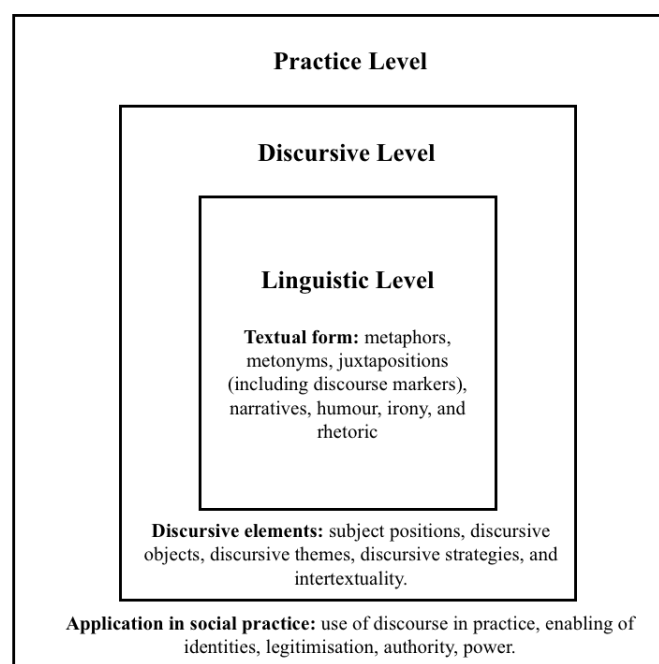 Practice Level
Discursive Level
Linguistic Level
Textual form: metaphors,
metonyms, juxtapositions
(including discourse markers),
narratives, humour, irony, and
rhetoric
Discursive elements: subject positions, discursive
objects, discursive themes, discursive strategies, and
intertextuality.
Application in social practice: use of discourse in practice, enabling of
identities, legitimisation, authority, power.